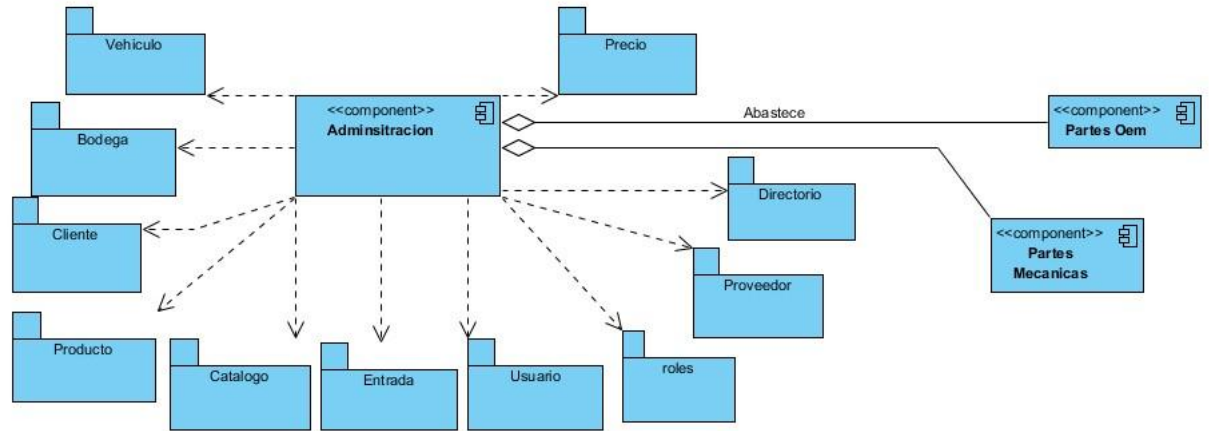 Vehiculo
Precio
<<component>>
Adminsitracion
Abastece
<<component>>
Partes Oem
Bodega
Directorio
Cliente
<<component>>
Partes
Mecanicas
Proveedor
Producto
Catalogo
Entrada
Usuario
roles